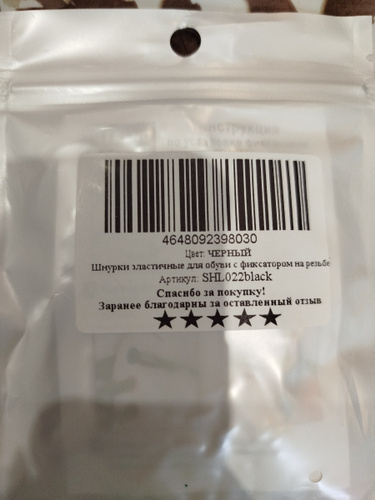 инструкция
4648092398030
Цвет: ЧЕРНЫЙ
Шнурки эластичные для обуви с фиксатором на резьбе
Артикул: SHL022black
Спасибо за покупку!
Заранее благодарны за оставленный отзыв
★★★★★